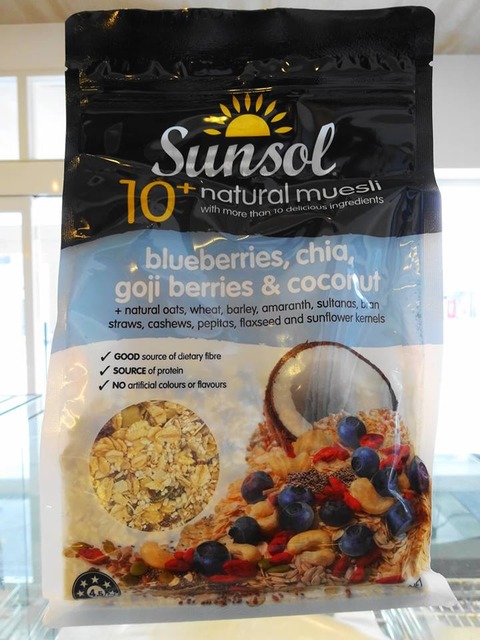 Sunsol
10+ natural muesli
with more than 10 delicious ingredients
blueberries, chia,
goji berries & coconut
+ natural oats, wheat, barley, amaranth, sultanas, bran
straws, cashews, pepitas, flaxseed and sunflower kernels
✓ GOOD source of dietary fibre
✓ SOURCE of protein
✓ NO artificial colours or flavours
4.5